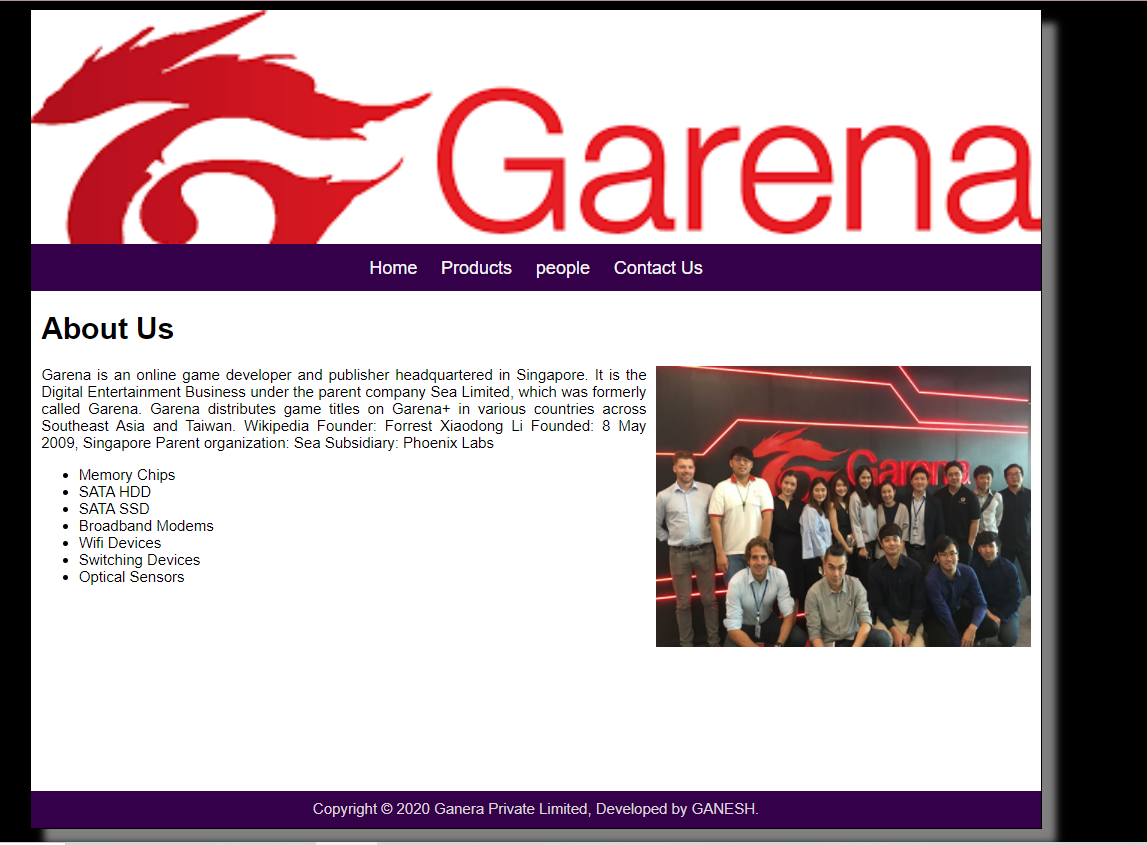 Garena
Home Products people Contact Us
About Us
Garena is an online game developer and publisher headquartered in Singapore. It is the
Digital Entertainment Business under the parent company Sea Limited, which was formerly
called Garena. Garena distributes game titles on Garena+ in various countries across
Southeast Asia and Taiwan. Wikipedia Founder: Forrest Xiaodong Li Founded: 8 May
2009, Singapore Parent organization: Sea Subsidiary: Phoenix Labs
Garena
Memory Chips
SATA HDD
SATA SSD
Broadband Modems
Wifi Devices
Switching Devices
Optical Sensors
Copyright © 2020 Ganera Private Limited, Developed by GANESH.